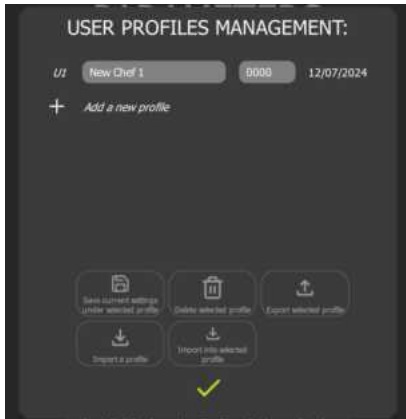 USER PROFILES MANAGEMENT:
U1 New Chef 1 0000 12/07/2024
+ Add a new profile
Save current settings
under selected profile
Delete selected profile
Export selected profile
Import a profile
Import into selected
profile